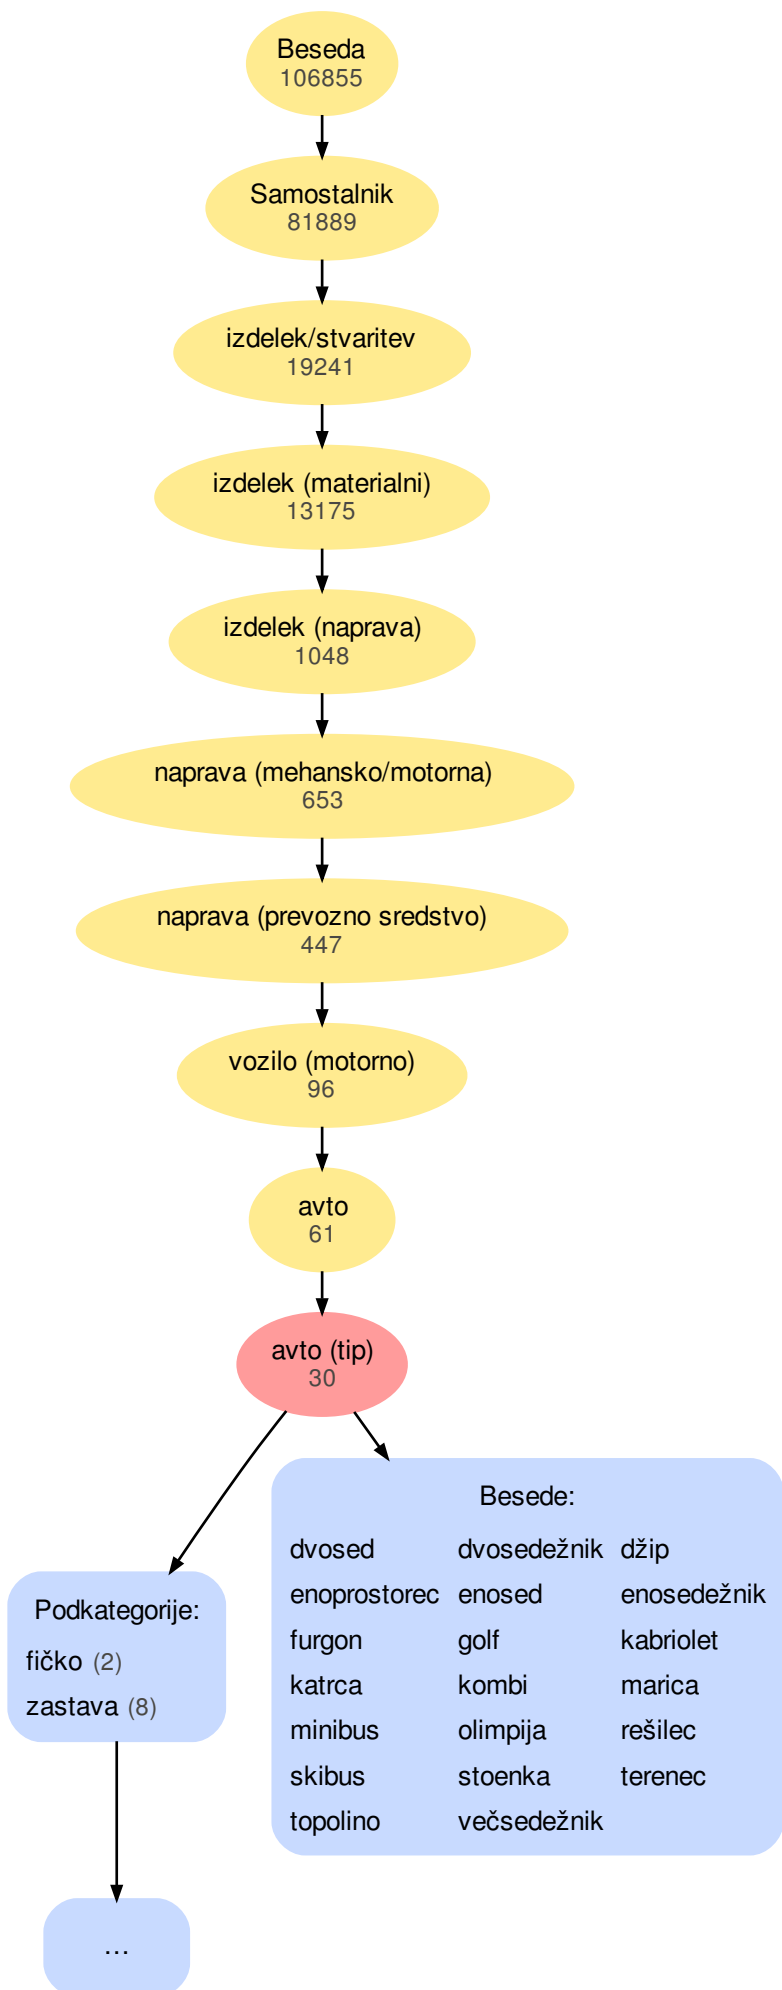 Beseda
106855
Samostalnik
81889
izdelek/stvaritev
19241
izdelek (materialni)
13175
izdelek (naprava)
1048
naprava (mehansko/motorna)
653
naprava (prevozno sredstvo)
447
vozilo (motorno)
96
avto
61
avto (tip)
30
Besede:
dvosed dvosedežnik džip
enoprostorec enosed enosedežnik
furgon golf kabriolet
katrca kombi marica
minibus olimpija rešilec
skibus stoenka terenec
topolino večsedežnik
Podkategorije:
fičko (2)
zastava (8)
...